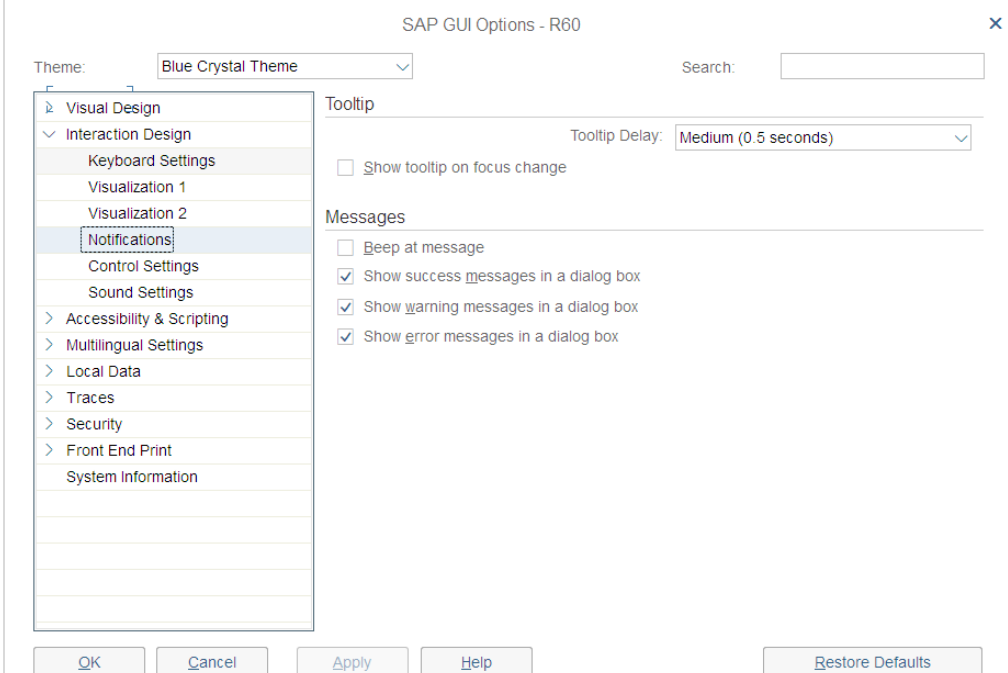 SAP GUI Options - R60
Theme: Blue Crystal Theme Search:
Visual Design
Interaction Design
Keyboard Settings
Visualization 1
Visualization 2
Notifications
Control Settings
Sound Settings
Accessibility & Scripting
Multilingual Settings
Local Data
Traces
Security
Front End Print
System Information
Tooltip
Tooltip Delay: Medium (0.5 seconds)
Show tooltip on focus change
Messages
Beep at message
Show success messages in a dialog box
Show warning messages in a dialog box
Show error messages in a dialog box
OK Cancel Apply Help Restore Defaults